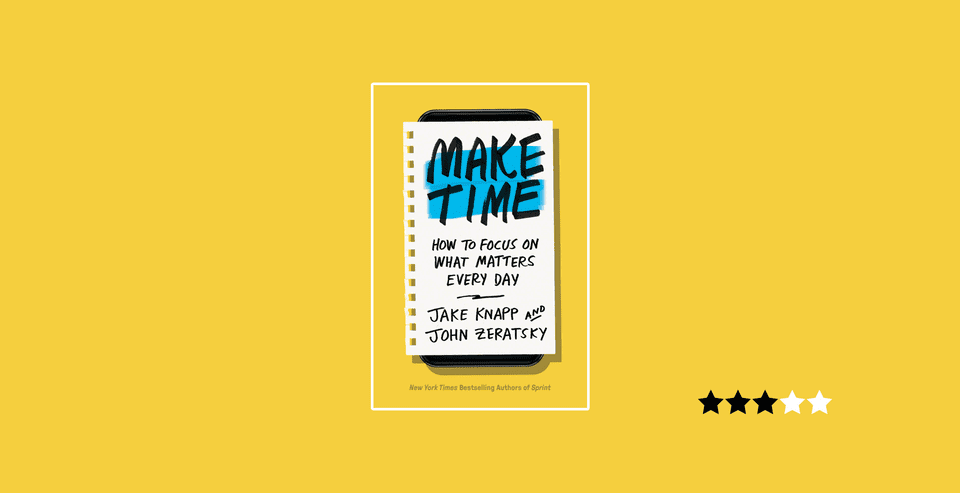 MAKE
TIME
HOW TO FOCUS ON
WHAT MATTERS
EVERY DAY
JAKE KNAPP AND
JOHN ZERATSKY
New York Times Bestselling Authors of Sprint